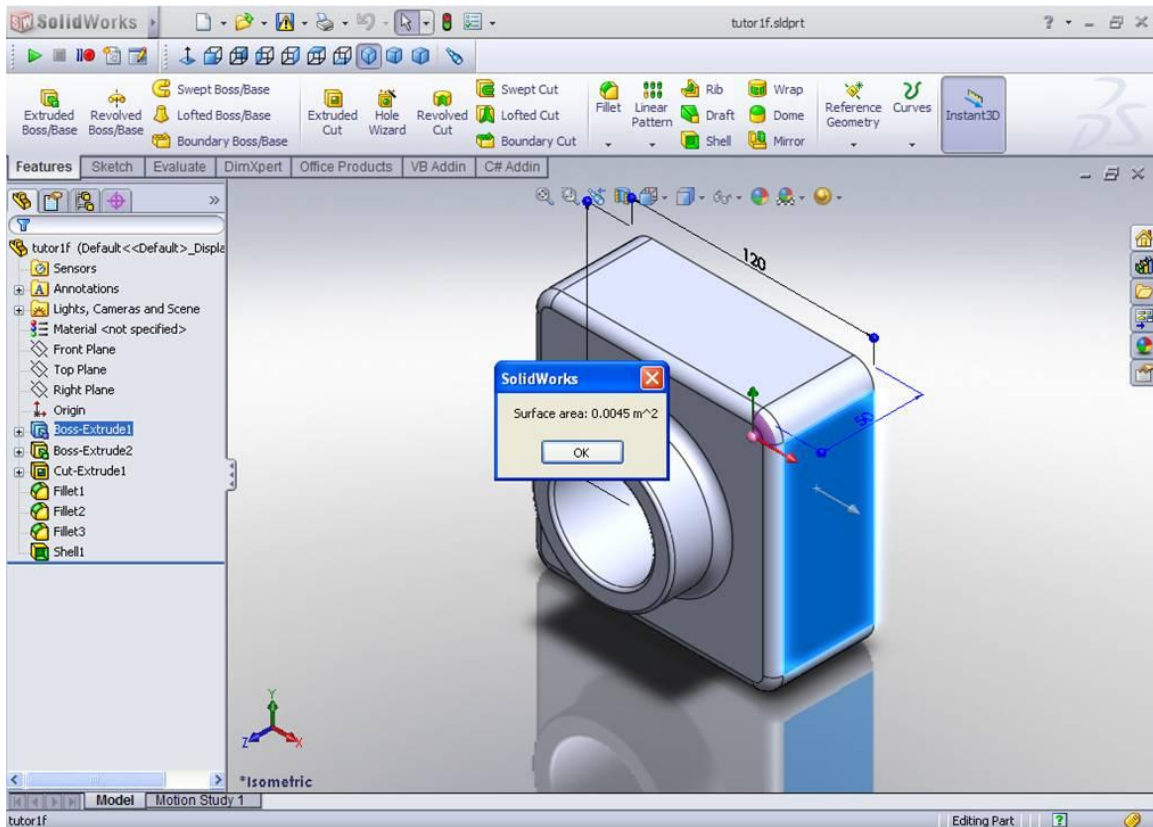 SolidWorks
tutor1f.sldprt
Extruded Boss/Base
Revolved Boss/Base
Swept Boss/Base
Lofted Boss/Base
Boundary Boss/Base
Extruded Cut
Hole Wizard
Revolved Cut
Swept Cut
Lofted Cut
Boundary Cut
Fillet
Linear Pattern
Rib
Draft
Shell
Wrap
Dome
Mirror
Reference Geometry
Curves
Instant3D
Features Sketch Evaluate DimXpert Office Products VB Addin C# Addin
tutor1f (Default<<Default>_Displa
Sensors
Annotations
Lights, Cameras and Scene
Material <not specified>
Front Plane
Top Plane
Right Plane
Origin
Boss-Extrude1
Boss-Extrude2
Cut-Extrude1
Fillet1
Fillet2
Fillet3
Shell1
120
50
SolidWorks
Surface area: 0.0045 m^2
OK
Y
Z X
*Isometric
Model Motion Study 1
tutor1f
Editing Part